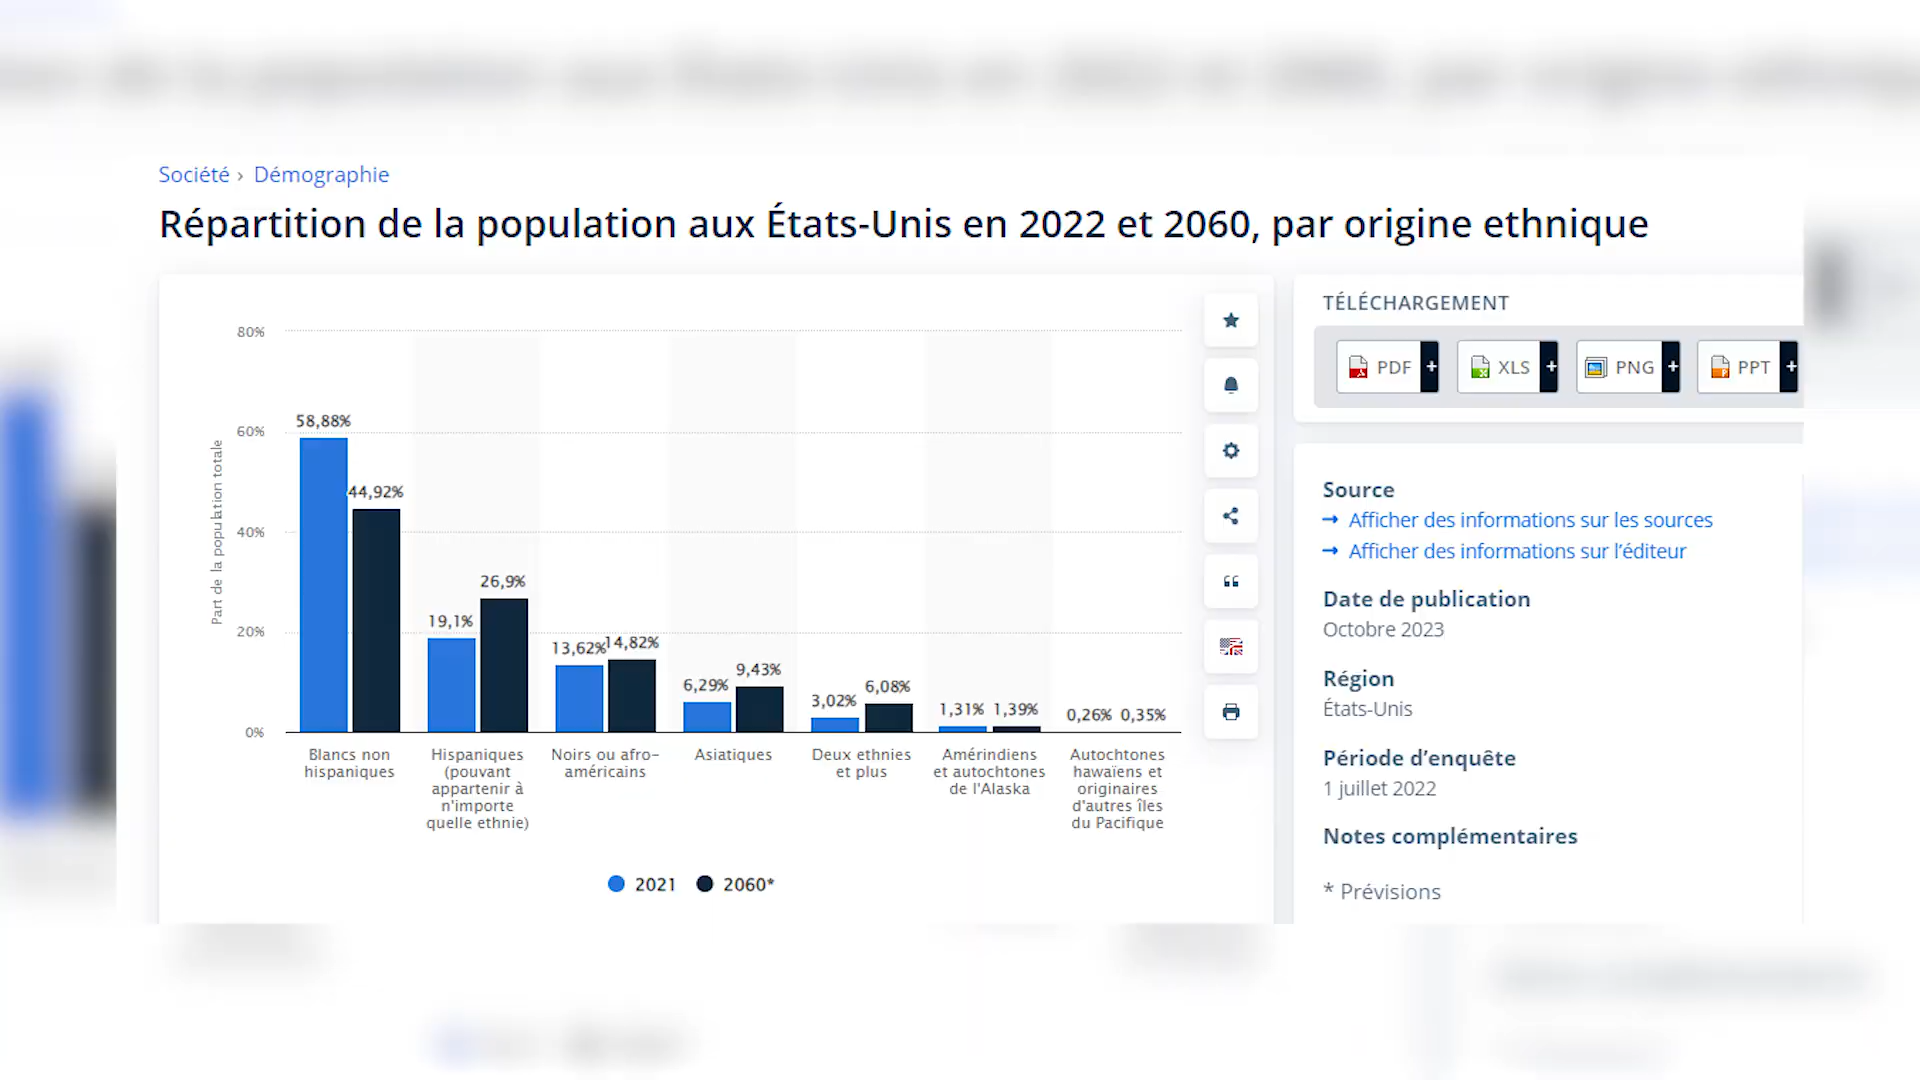 Société › Démographie
Répartition de la population aux États-Unis en 2022 et 2060, par origine ethnique
Part de la population totale
80%
60%
40%
20%
0%
58,88%
44,92%
19,1%
26,9%
13,62%
14,82%
6,29%
9,43%
3,02%
6,08%
1,31%
1,39%
0,26%
0,35%
Blancs non
hispaniques
Hispaniques
(pouvant
appartenir à
n'importe
quelle ethnie)
Noirs ou afro-
américains
Asiatiques
Deux ethnies
et plus
Amérindiens
et autochtones
de l'Alaska
Autochtones
hawaïens et
originaires
d'autres îles
du Pacifique
2021 2060*
TÉLÉCHARGEMENT
PDF + XLS + PNG + PPT +
Source
→ Afficher des informations sur les sources
→ Afficher des informations sur l’éditeur
Date de publication
Octobre 2023
Région
États-Unis
Période d’enquête
1 juillet 2022
Notes complémentaires
* Prévisions